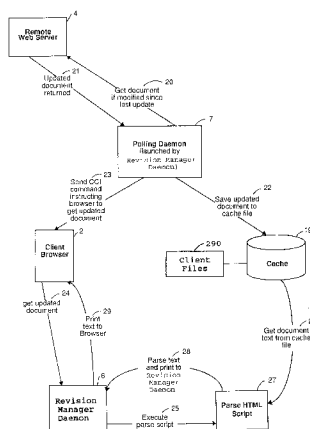 4
Remote
Web Server
21
Updated
document
returned
20
Get document
if modified since
last update
7
Polling Daemon
(launched by
Revision Manager
Daemon)
23
Send CCI
command
instructing
browser to
get updated
document
22
Save updated
document to
cache file
2
Client
Browser
290
Client
Files
Cache
24
get updated
document
29
Print
text to
Browser
Get document
text from cache
file
28
Parse text
and print to
Revision
Manager
Daemon
6
Revision
Manager
Daemon
25
Execute
parse script
27
Parse HTML
Script